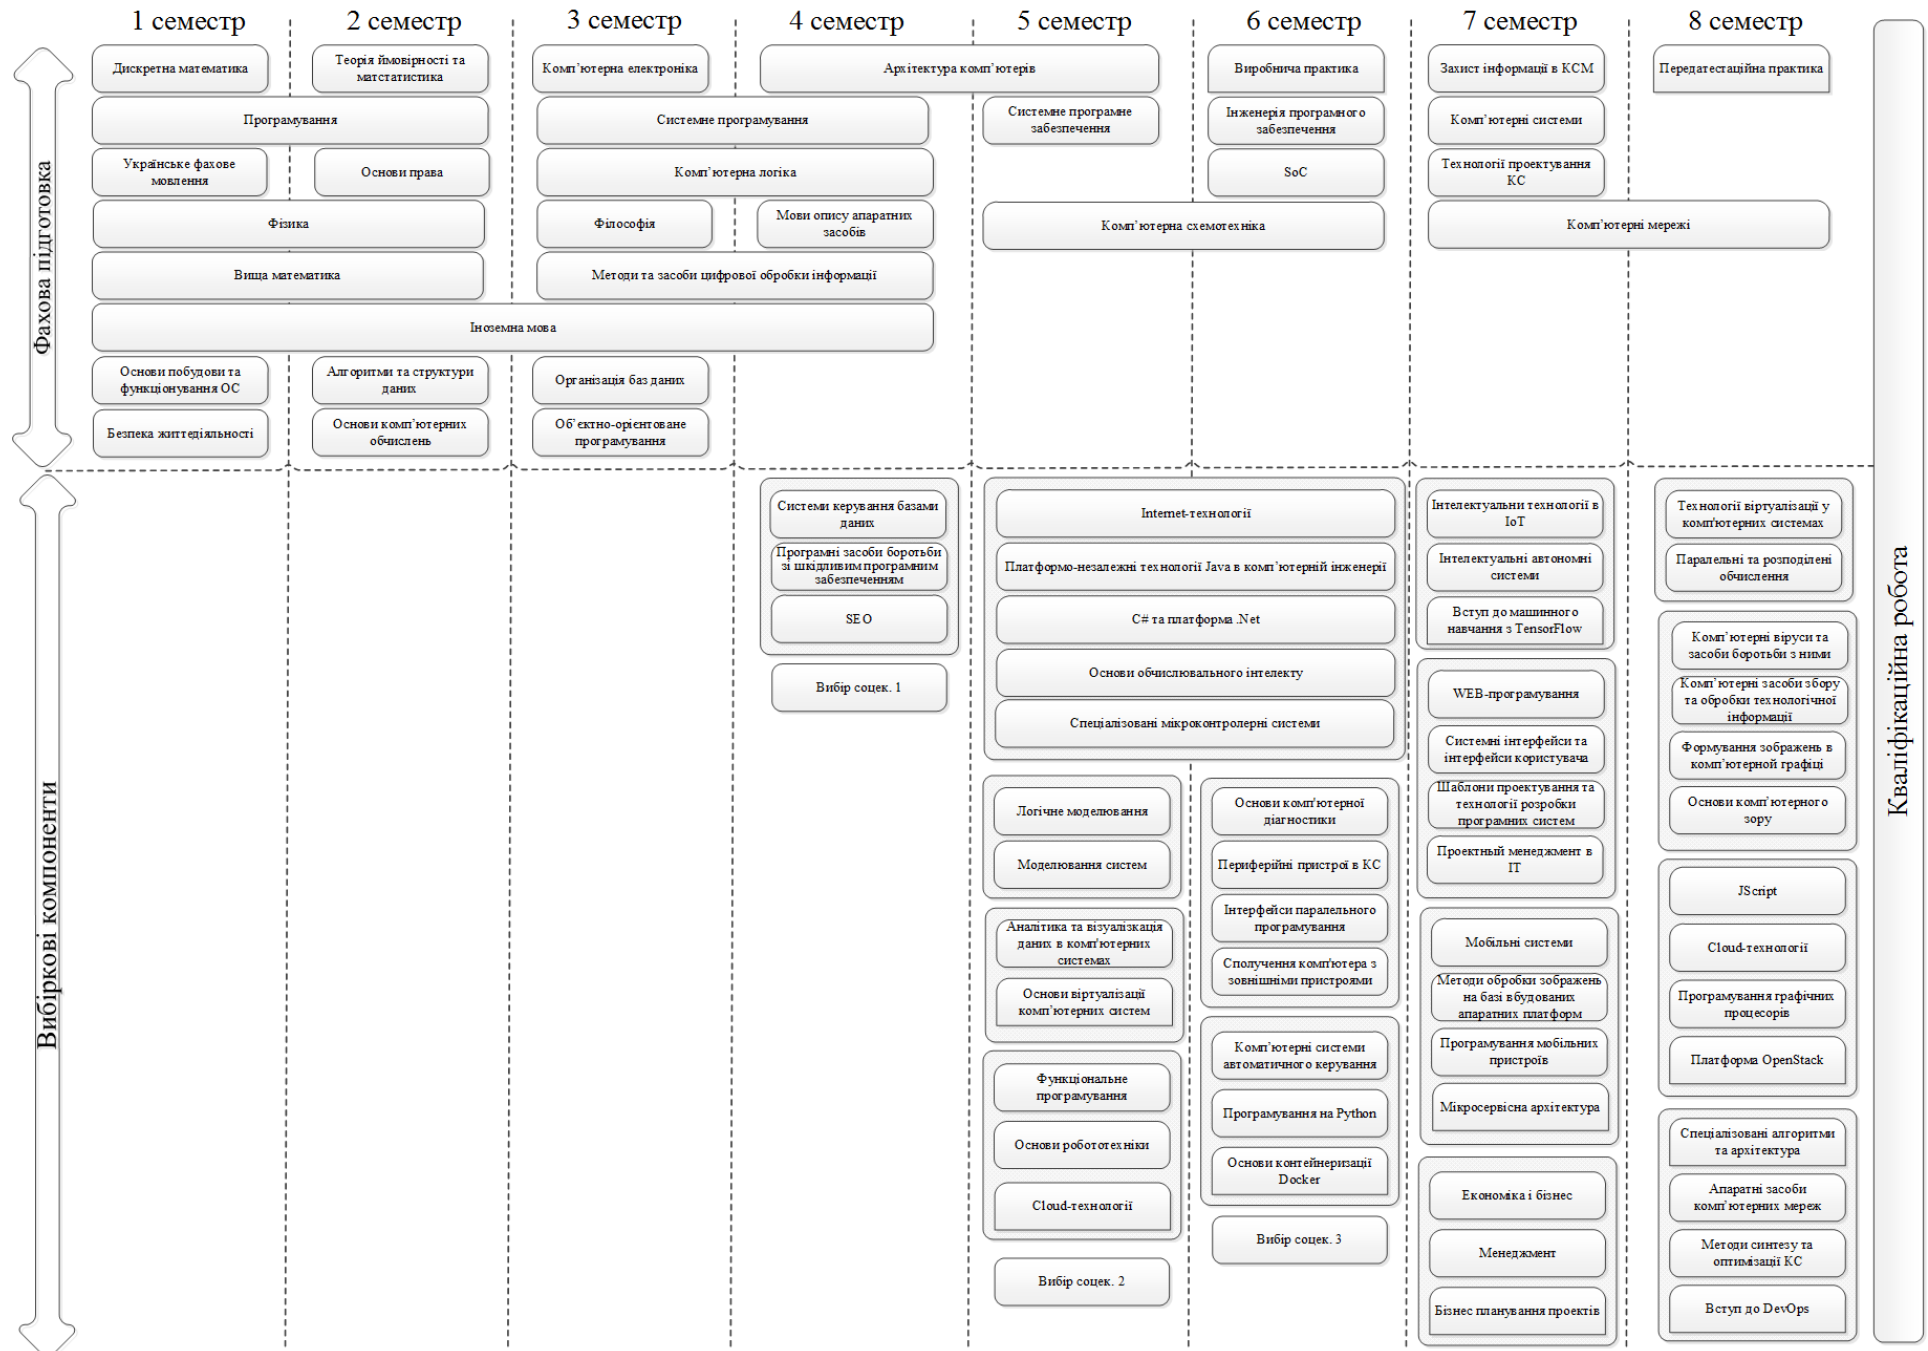 1 семестр
2 семестр
3 семестр
4 семестр
5 семестр
6 семестр
7 семестр
8 семестр
Фахова підготовка
Дискретна математика
Теорія ймовірності та
матстатистика
Комп’ютерна електроніка
Архітектура комп’ютерів
Виробнича практика
Захист інформації в КСМ
Передатестаційна практика
Програмування
Системне програмування
Системне програмне
забезпечення
Інженерія програмного
забезпечення
Комп’ютерні системи
Українське фахове
мовлення
Основи права
Комп’ютерна логіка
SoC
Технології проектування
КС
Фізика
Філософія
Мови опису апаратних
засобів
Комп’ютерна схемотехніка
Комп’ютерні мережі
Вища математика
Методи та засоби цифрової обробки інформації
Іноземна мова
Основи побудови та
функціонування ОС
Алгоритми та структури
даних
Організація баз даних
Безпека життєдіяльності
Основи комп’ютерних
обчислень
Об’єктно-орієнтоване
програмування
Вибіркові компоненти
Системи керування базами
даних
Програмні засоби боротьби
зі шкідливим програмним
забезпеченням
SEO
Вибір соцек. 1
Internet-технології
Платформо-незалежні технології Java в комп’ютерній інженерії
C# та платформа .Net
Основи обчислювального інтелекту
Спеціалізовані мікроконтролерні системи
Логічне моделювання
Моделювання систем
Аналітика та візуалізкація
даних в комп'ютерних
системах
Основи віртуалізації
комп’ютерних систем
Функціональне
програмування
Основи робототехніки
Cloud-технології
Вибір соцек. 2
Основи комп'ютерної
діагностики
Периферійні пристрої в КС
Інтерфейси паралельного
програмування
Сполучення комп'ютера з
зовнішніми пристроями
Комп’ютерні системи
автоматичного керування
Програмування на Python
Основи контейнеризації
Docker
Вибір соцек. 3
Інтелектуальни технології в
IoT
Інтелектуальні автономні
системи
Вступ до машинного
навчання з TensorFlow
WEB-програмування
Системні інтерфейси та
інтерфейси користувача
Шаблони проектування та
технології розробки
програмних систем
Проектный менеджмент в
ІТ
Мобільні системи
Методи обробки зображень
на базі вбудованих
апаратних платформ
Програмування мобільних
пристроїв
Мікросервісна архітектура
Економіка і бізнес
Менеджмент
Бізнес планування проектів
Технології віртуалізації у
комп'ютерних системах
Паралельні та розподілені
обчислення
Комп’ютерні віруси та
засоби боротьби з ними
Комп’ютерні засоби збору
та обробки технологічної
інформації
Формування зображень в
комп’ютерной графіці
Основи комп’ютерного
зору
JScript
Cloud-технології
Програмування графічних
процесорів
Платформа OpenStack
Спеціалізовані алгоритми
та архітектура
Апаратні засоби
комп’ютерних мереж
Методи синтезу та
оптимізації КС
Вступ до DevOps
Кваліфікаційна робота